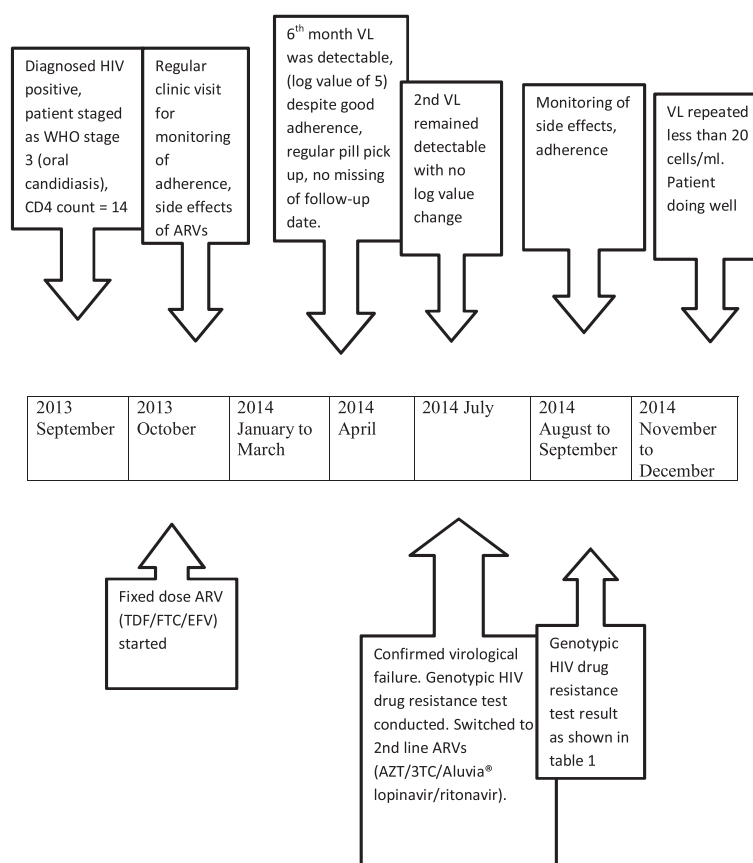 Diagnosed HIV
positive,
patient staged
as WHO stage
3 (oral
candidiasis),
CD4 count = 14
Regular
clinic visit
for
monitoring
of
adherence,
side effects
of ARVs
6th month VL
was detectable,
(log value of 5)
despite good
adherence,
regular pill pick
up, no missing
of follow-up
date.
2nd VL
remained
detectable
with no
log value
change
Monitoring of
side effects,
adherence
VL repeated
less than 20
cells/ml.
Patient
doing well
2013
September
2013
October
2014
January to
March
2014
April
2014 July
2014
August to
September
2014
November
to
December
Fixed dose ARV
(TDF/FTC/EFV)
started
Confirmed virological
failure. Genotypic HIV
drug resistance test
conducted. Switched to
2nd line ARVs
(AZT/3TC/Aluvia®
lopinavir/ritonavir).
Genotypic
HIV drug
resistance
test result
as shown in
table 1